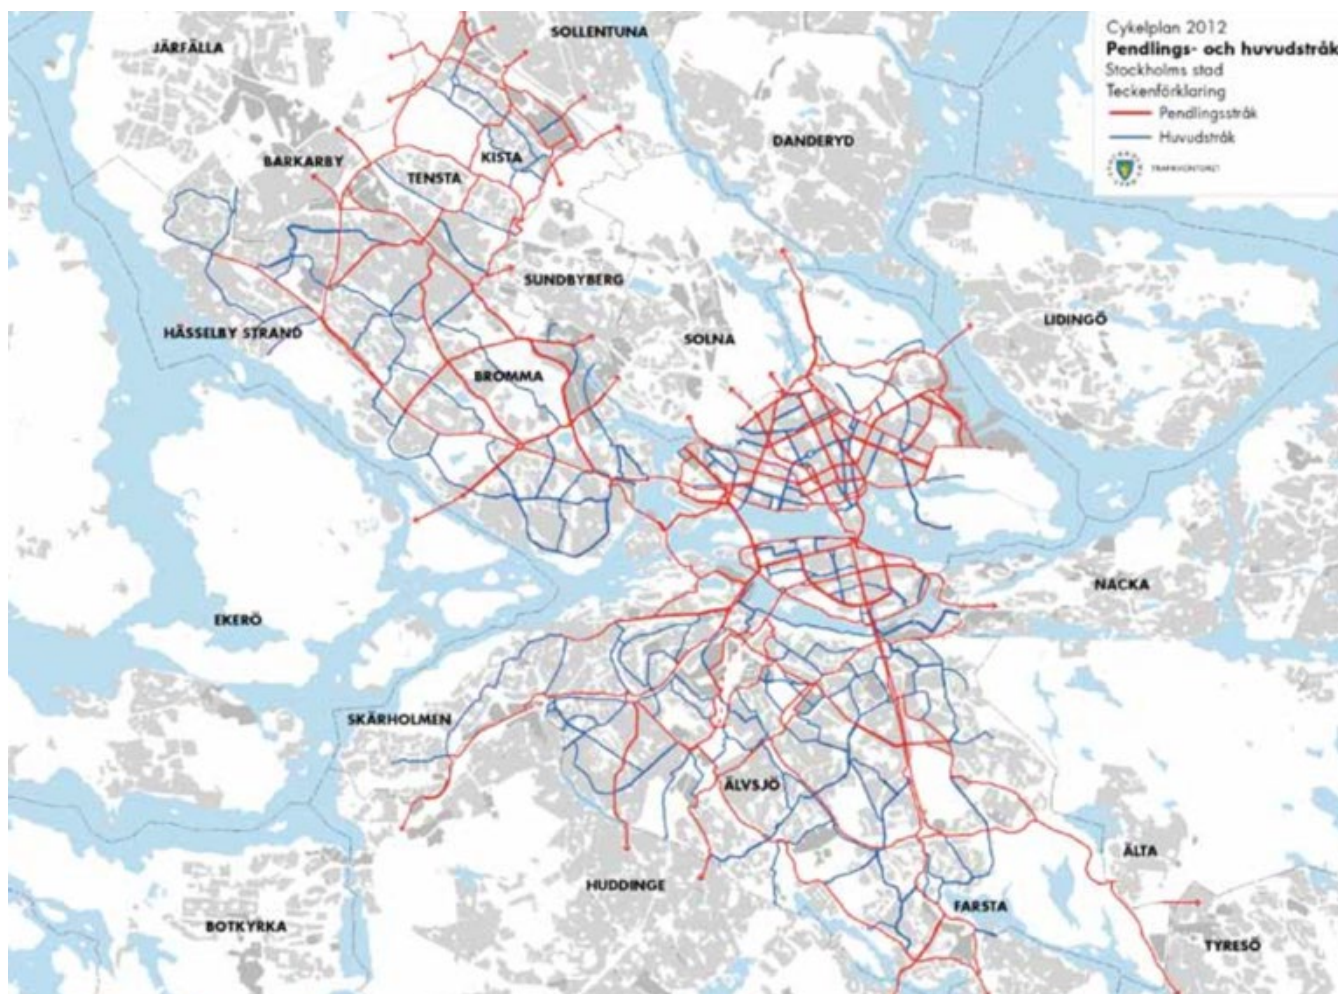 Cykelplan 2012
Pendlings- och huvudstråk
Stockholms stad
Teckenförklaring
Pendlingsstråk
Huvudstråk
TRAFIKKONTORET
SOLLENTUNA
JÄRFÄLLA
DANDERYD
BARKARBY
KISTA
TENSTA
SUNDBYBERG
LIDINGÖ
HÄSSELBY STRAND
SOLNA
BROMMA
NACKA
EKERÖ
SKÄRHOLMEN
ÄLVSJÖ
ÄLTA
HUDDINGE
FARSTA
BOTKYRKA
TYRESÖ